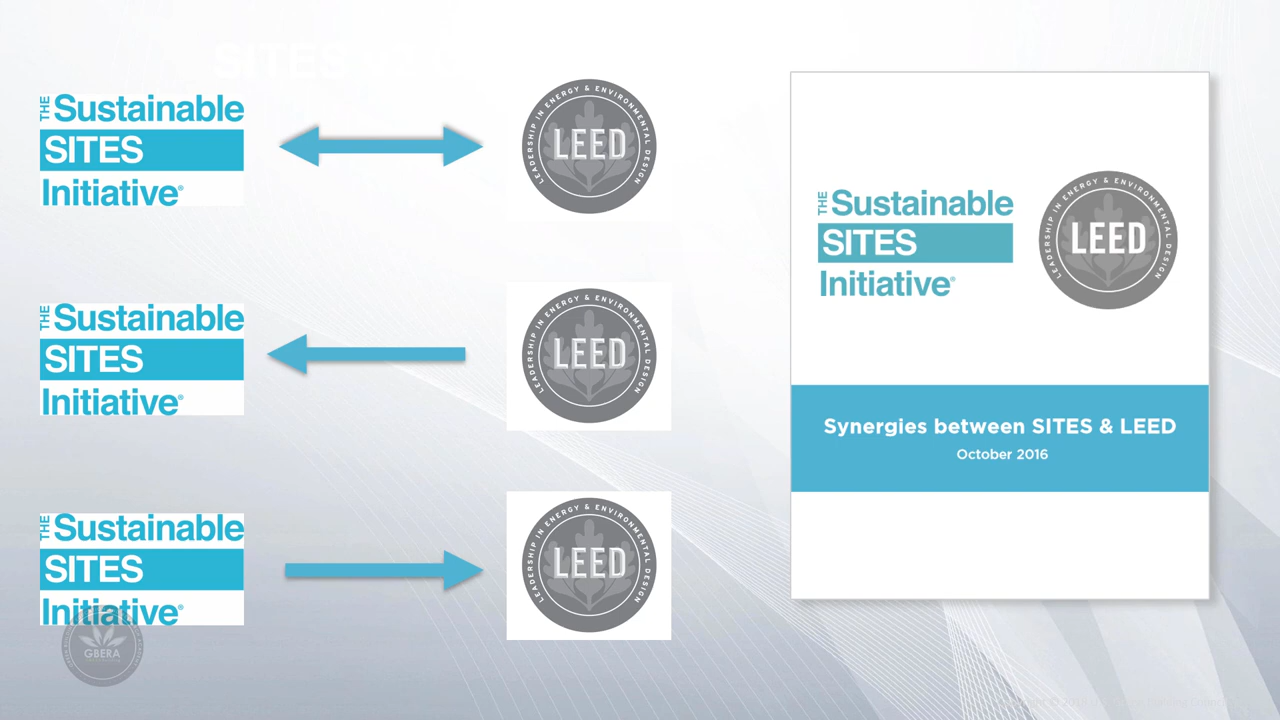 SITES
THE Sustainable
SITES
Initiative®
LEADERSHIP IN ENERGY & ENVIRONMENTAL DESIGN
LEED
THE Sustainable
SITES
Initiative®
LEADERSHIP IN ENERGY & ENVIRONMENTAL DESIGN
LEED
THE Sustainable
SITES
Initiative®
LEADERSHIP IN ENERGY & ENVIRONMENTAL DESIGN
LEED
GBERA
THE Sustainable
SITES
Initiative®
LEADERSHIP IN ENERGY & ENVIRONMENTAL DESIGN
LEED
Synergies between SITES & LEED
October 2016